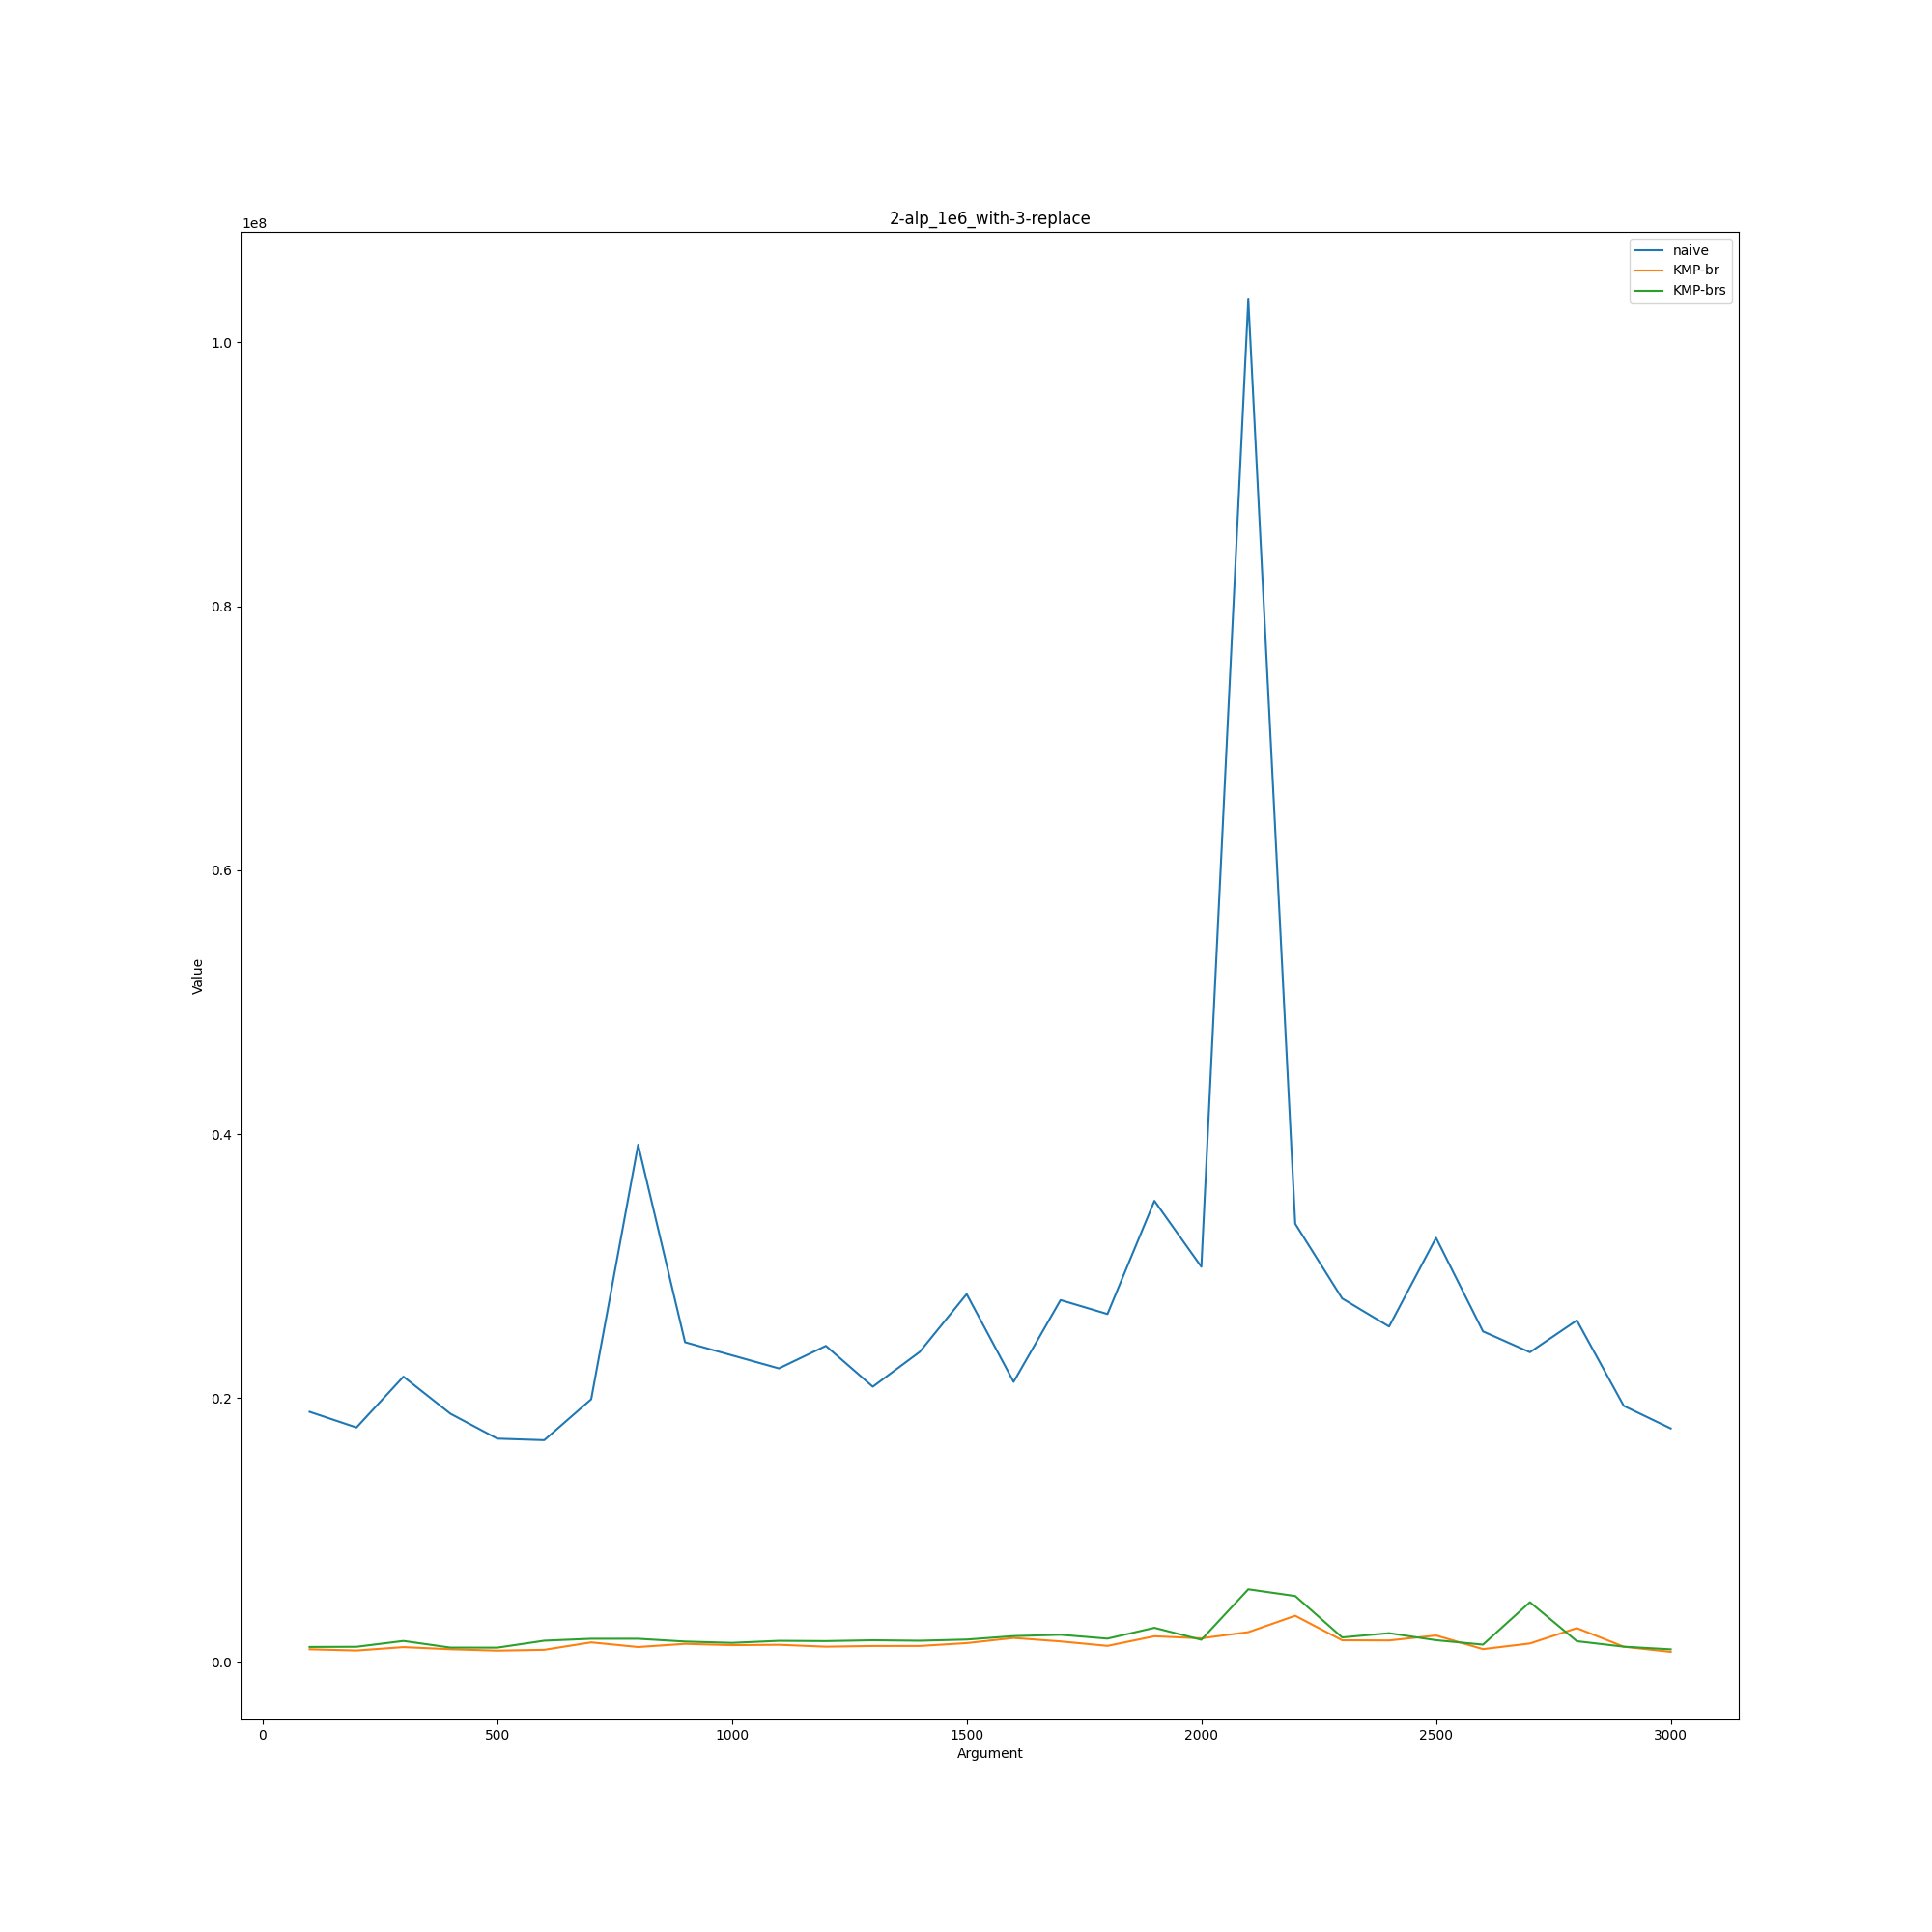 2-alp_1e6_with-3-replace
1e8
naive
KMP-br
KMP-brs
1.0
0.8
0.6
0.4
0.2
0.0
Value
0 500 1000 1500 2000 2500 3000
Argument